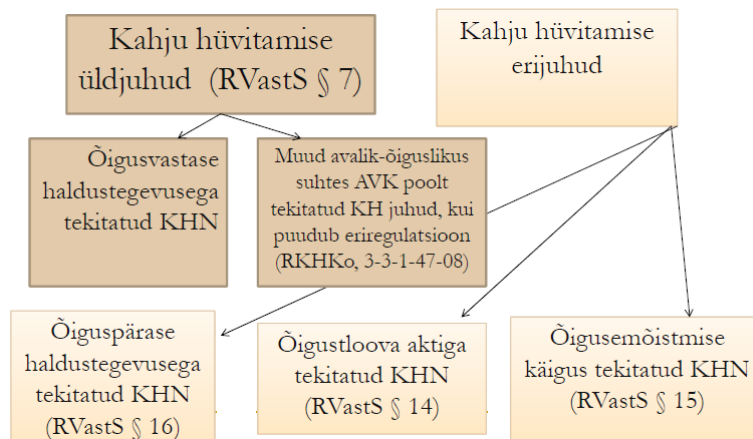 Kahju hüvitamise
üldjuhud (RVastS § 7)
Kahju hüvitamise
erijuhud
Õigusvastase
haldustegevusega
tekitatud KHN
Muud avalik-õiguslikus
suhtes AVK poolt
tekitatud KH juhud, kui
puudub eriregulatsioon
(RKHKo, 3-3-1-47-08)
Õiguspärase
haldustegevusega
tekitatud KHN
(RVastS § 16)
Õigustloova aktiga
tekitatud KHN
(RVastS § 14)
Õigusemõistmise
käigus tekitatud KHN
(RVastS § 15)